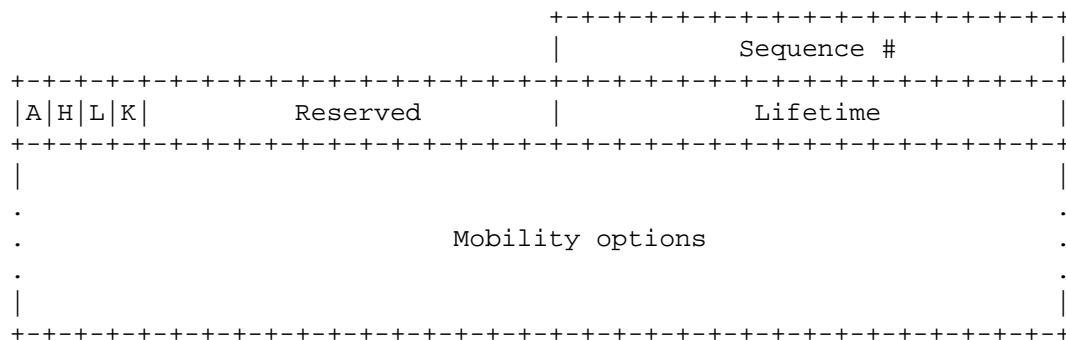 +-+-+-+-+-+-+-+-+-+-+-+-+-+-+-+-+
                                 |          Sequence #           |
+-+-+-+-+-+-+-+-+-+-+-+-+-+-+-+-+-+-+-+-+-+-+-+-+-+-+-+-+-+-+-+-+
|A|H|L|K|        Reserved        |            Lifetime           |
+-+-+-+-+-+-+-+-+-+-+-+-+-+-+-+-+-+-+-+-+-+-+-+-+-+-+-+-+-+-+-+-+
|                                                               |
.                                                               .
.                        Mobility options                       .
.                                                               .
|                                                               |
+-+-+-+-+-+-+-+-+-+-+-+-+-+-+-+-+-+-+-+-+-+-+-+-+-+-+-+-+-+-+-+-+